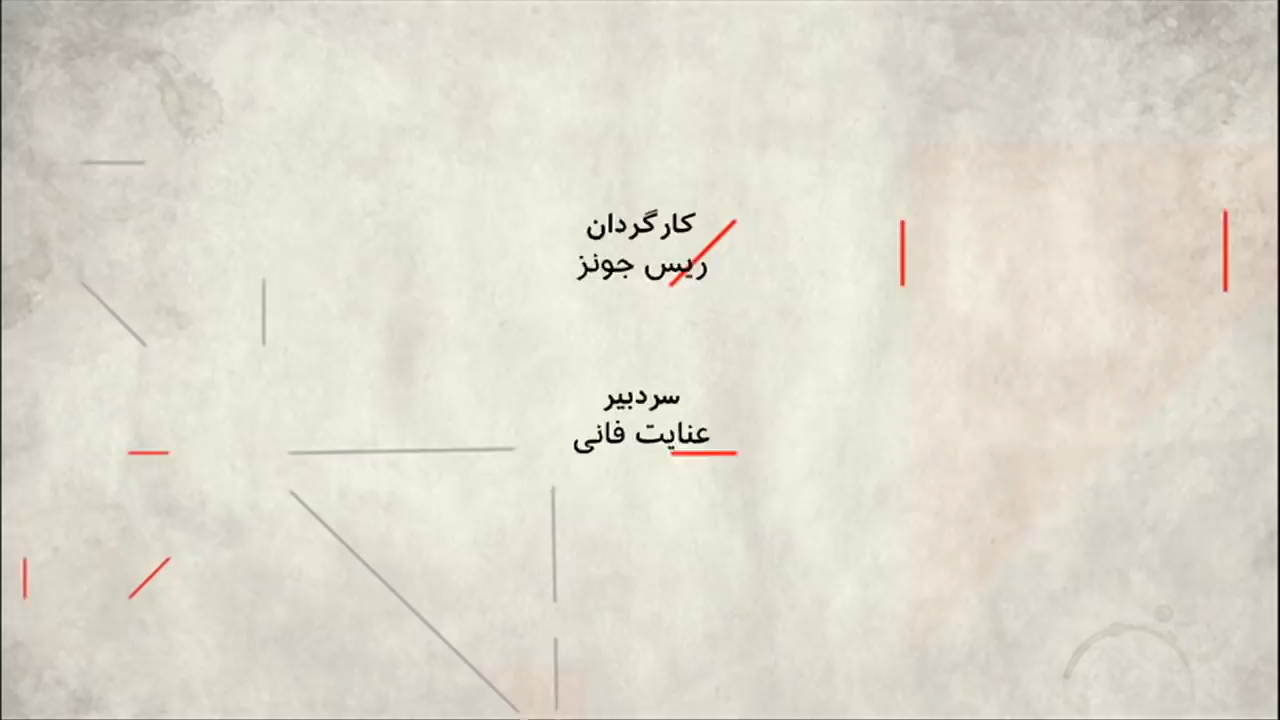 کارگردان
ریس جونز
سردبیر
عنایت فانی